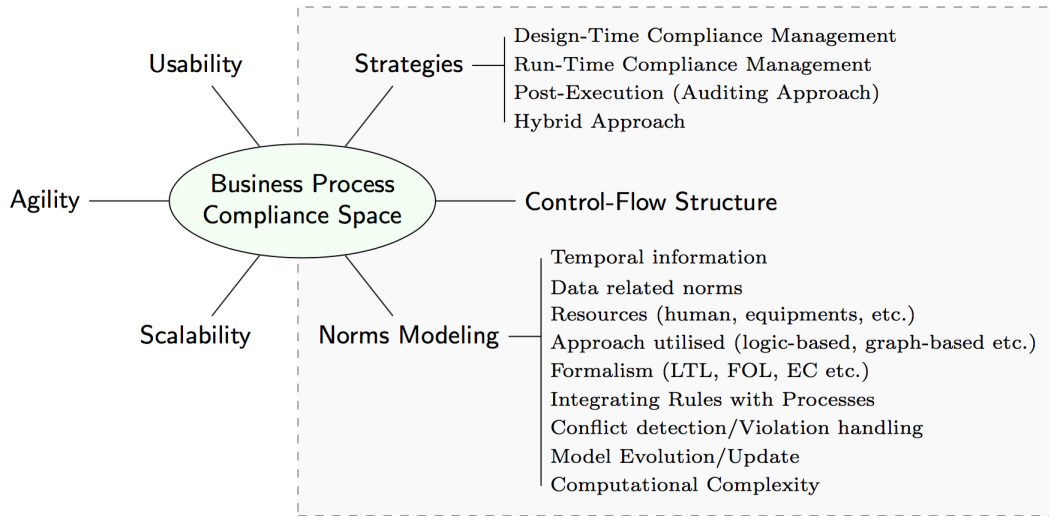 Usability
Agility
Scalability
Business Process
Compliance Space
Strategies
Design-Time Compliance Management
Run-Time Compliance Management
Post-Execution (Auditing Approach)
Hybrid Approach
Control-Flow Structure
Norms Modeling
Temporal information
Data related norms
Resources (human, equipments, etc.)
Approach utilised (logic-based, graph-based etc.)
Formalism (LTL, FOL, EC etc.)
Integrating Rules with Processes
Conflict detection/Violation handling
Model Evolution/Update
Computational Complexity